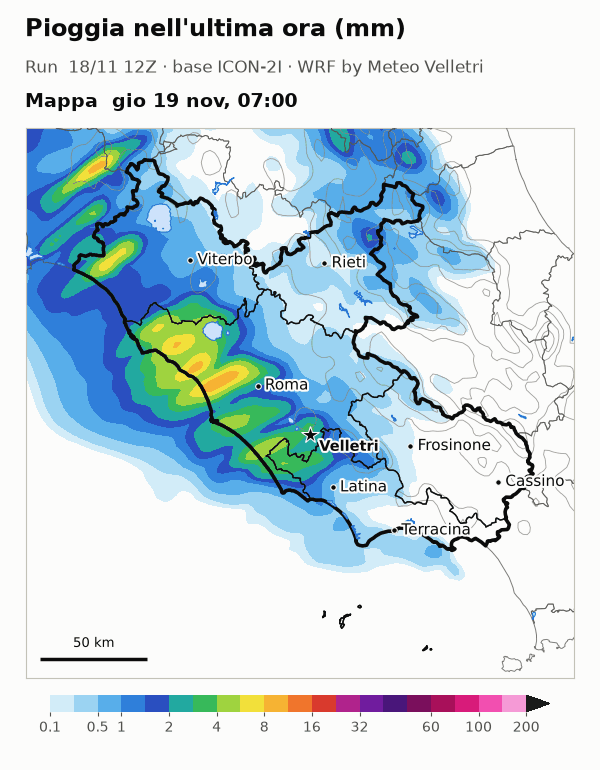 Pioggia nell'ultima ora (mm)
Run  18/11 12Z · base ICON-2I · WRF by Meteo Velletri
Mappa  gio 19 nov, 07:00
Viterbo
Rieti
Roma
Velletri
Frosinone
Latina
Cassino
Terracina
50 km
0.1 0.5 1 2 4 8 16 32 60 100 200